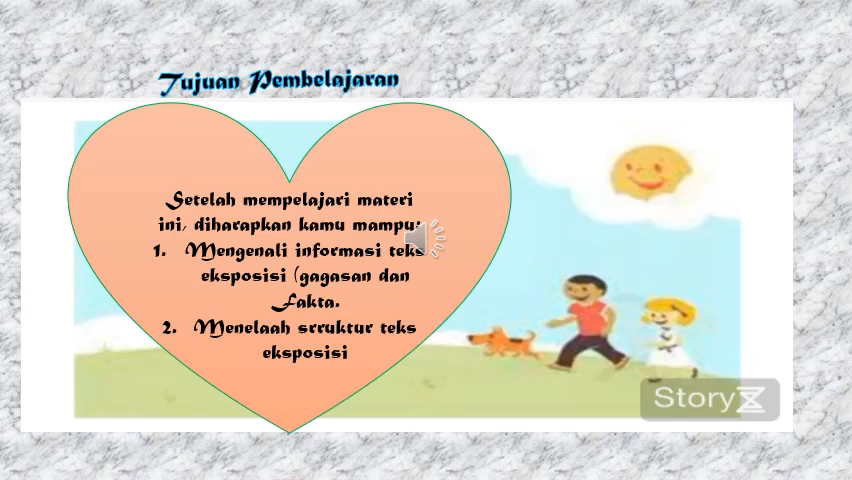 Tujuan Pembelajaran
Setelah mempelajari materi
ini, diharapkan kamu mampu:
1. Mengenali informasi teks
eksposisi (gagasan dan
Fakta.
2. Menelaah srruktur teks
eksposisi
Story